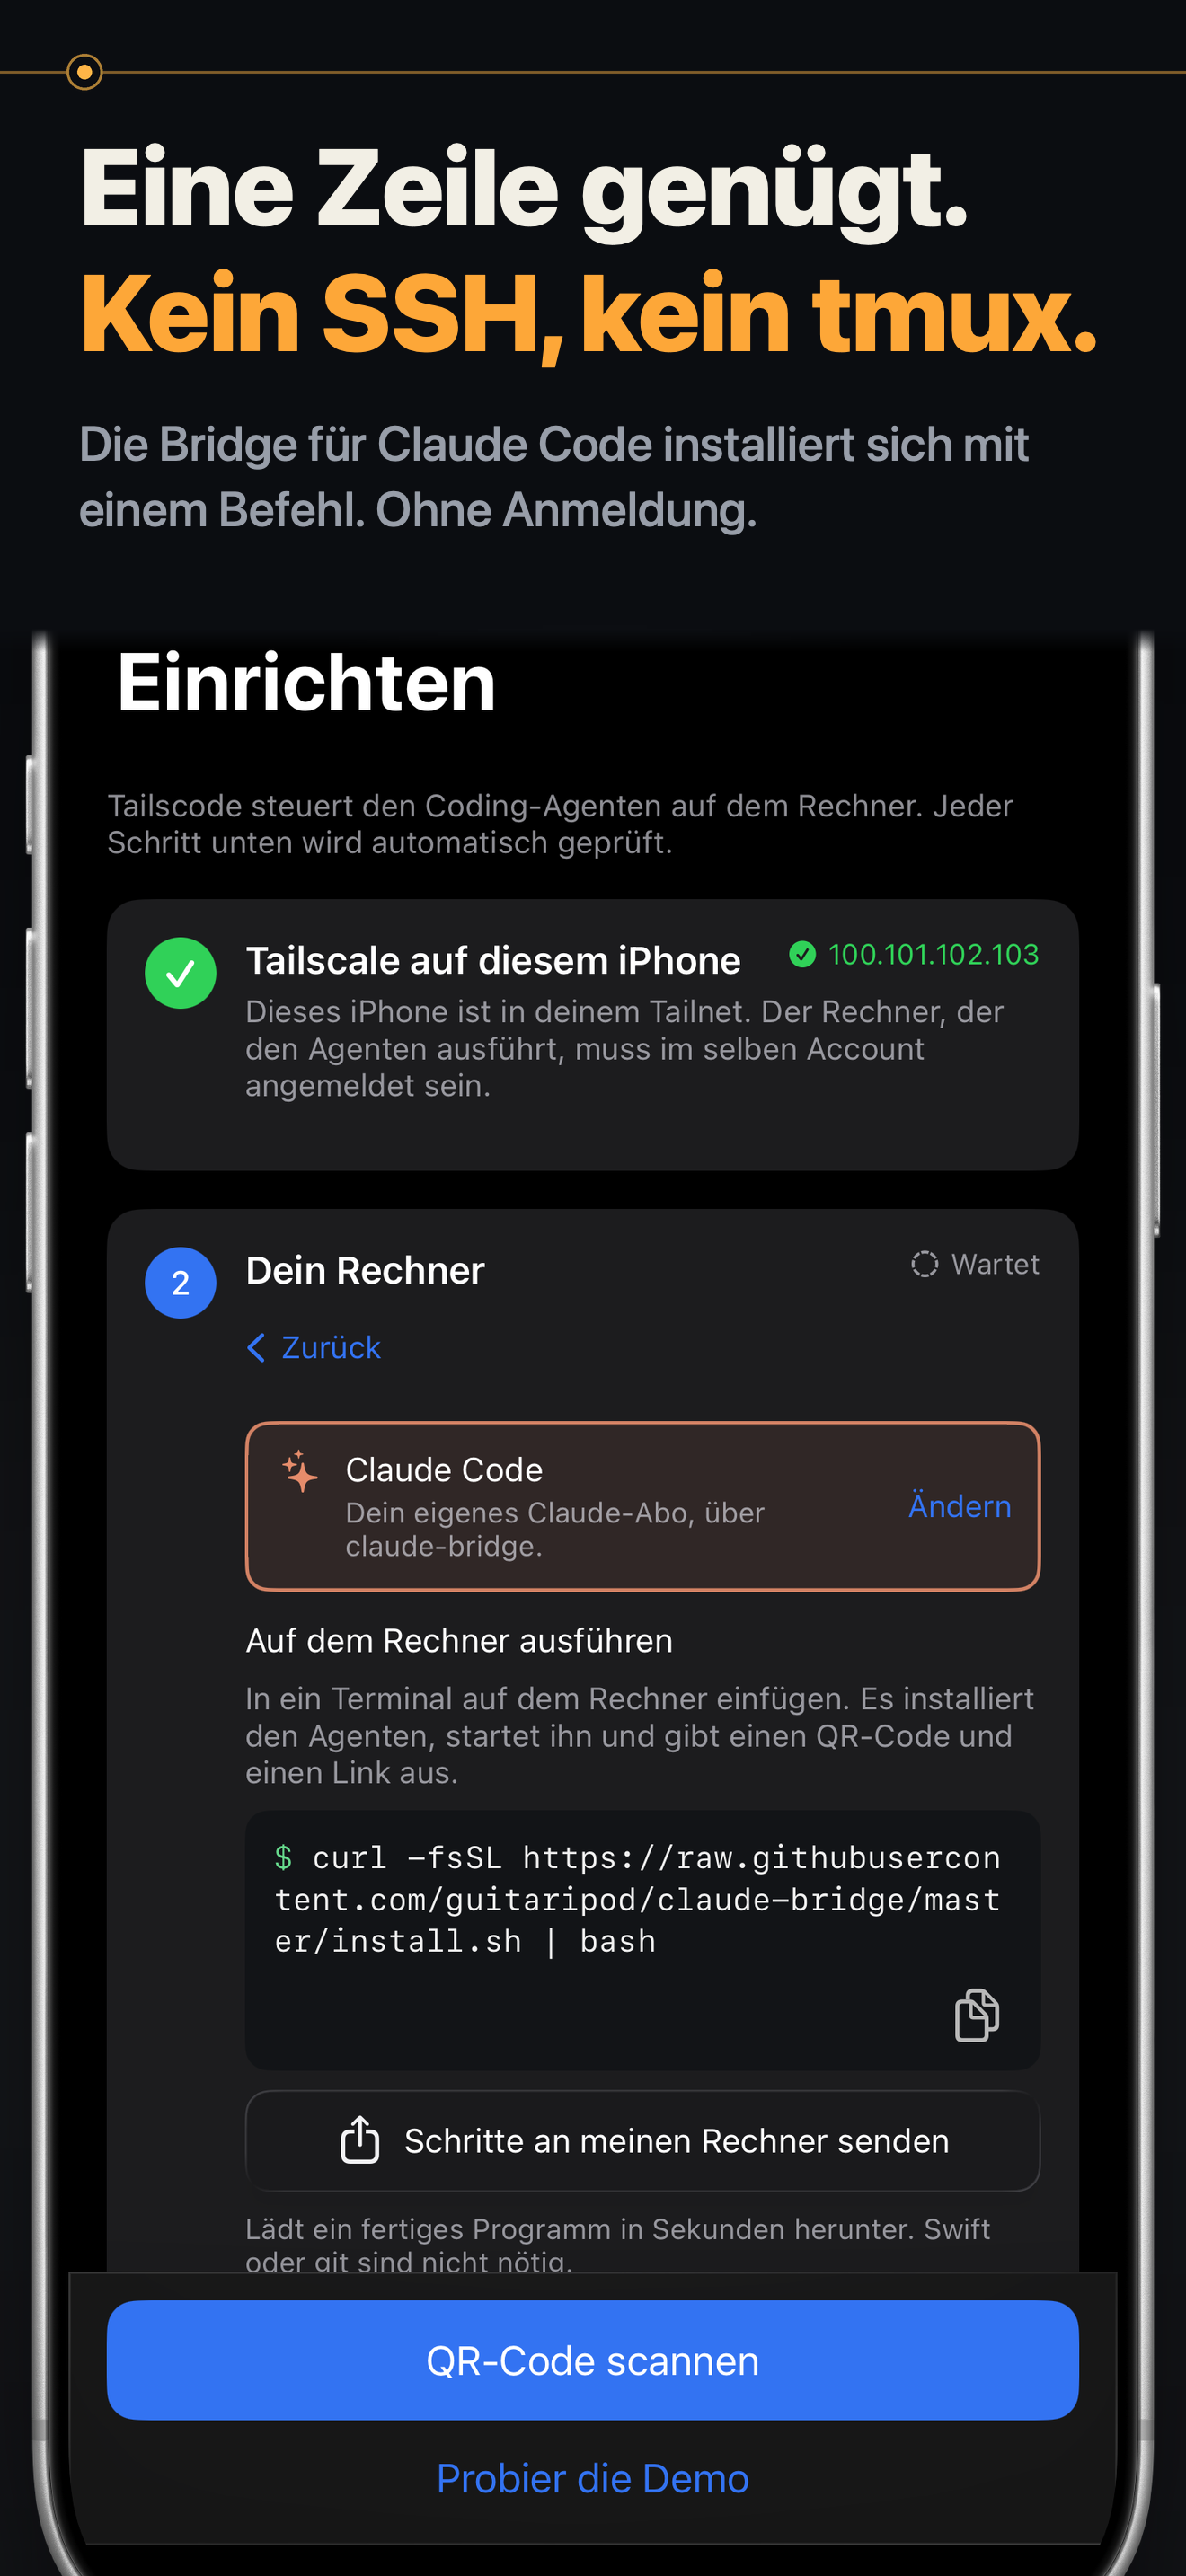 Eine Zeile genügt.
Kein SSH, kein tmux.
Die Bridge für Claude Code installiert sich mit
einem Befehl. Ohne Anmeldung.
Einrichten
Tailscode steuert den Coding-Agenten auf dem Rechner. Jeder
Schritt unten wird automatisch geprüft.
Tailscale auf diesem iPhone
100.101.102.103
Dieses iPhone ist in deinem Tailnet. Der Rechner, der
den Agenten ausführt, muss im selben Account
angemeldet sein.
2
Dein Rechner
Wartet
Zurück
Claude Code
Dein eigenes Claude-Abo, über
claude-bridge.
Ändern
Auf dem Rechner ausführen
In ein Terminal auf dem Rechner einfügen. Es installiert
den Agenten, startet ihn und gibt einen QR-Code und
einen Link aus.
$ curl -fsSL https://raw.githubusercon
tent.com/guitaripod/claude-bridge/mast
er/install.sh | bash
Schritte an meinen Rechner senden
Lädt ein fertiges Programm in Sekunden herunter. Swift
oder git sind nicht nötig.
QR-Code scannen
Probier die Demo